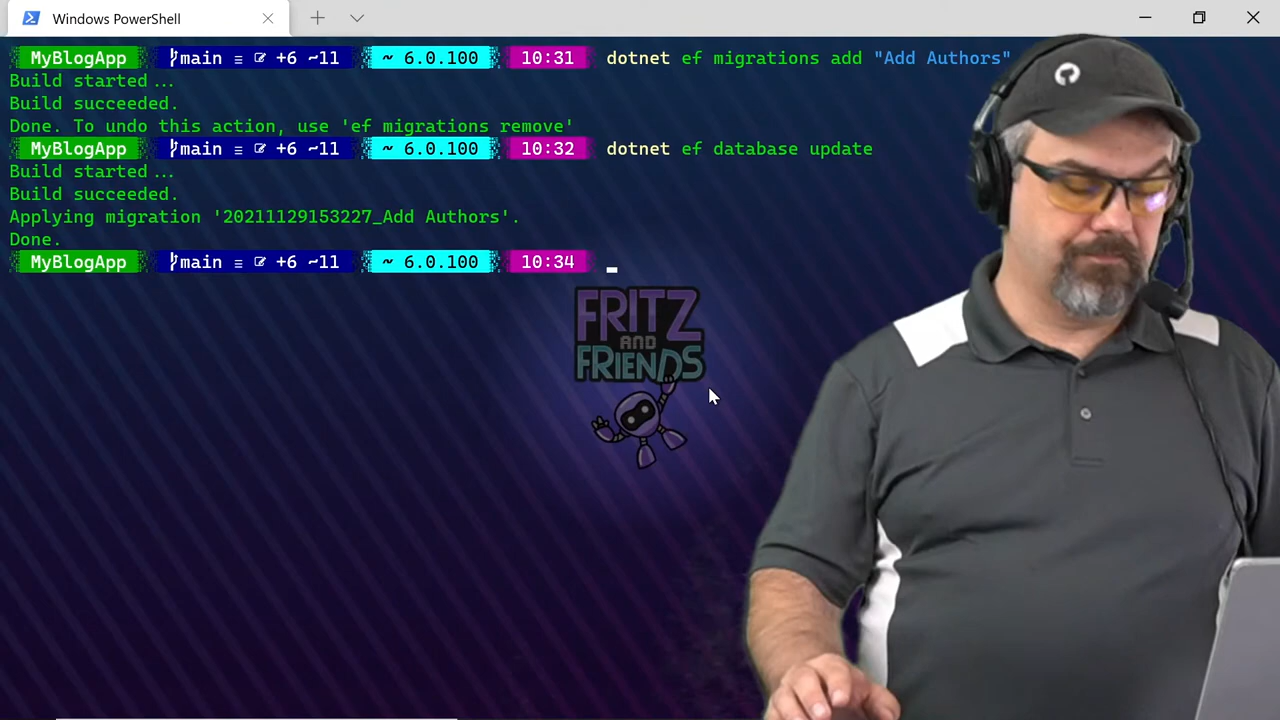 Windows PowerShell
MyBlogApp main ≡ +6 ~11 ~ 6.0.100 10:31 dotnet ef migrations add "Add Authors"
Build started...
Build succeeded.
Done. To undo this action, use 'ef migrations remove'
MyBlogApp main ≡ +6 ~11 ~ 6.0.100 10:32 dotnet ef database update
Build started...
Build succeeded.
Applying migration '20211129153227_Add Authors'.
Done.
MyBlogApp main ≡ +6 ~11 ~ 6.0.100 10:34
FRITZ
AND
FRIENDS